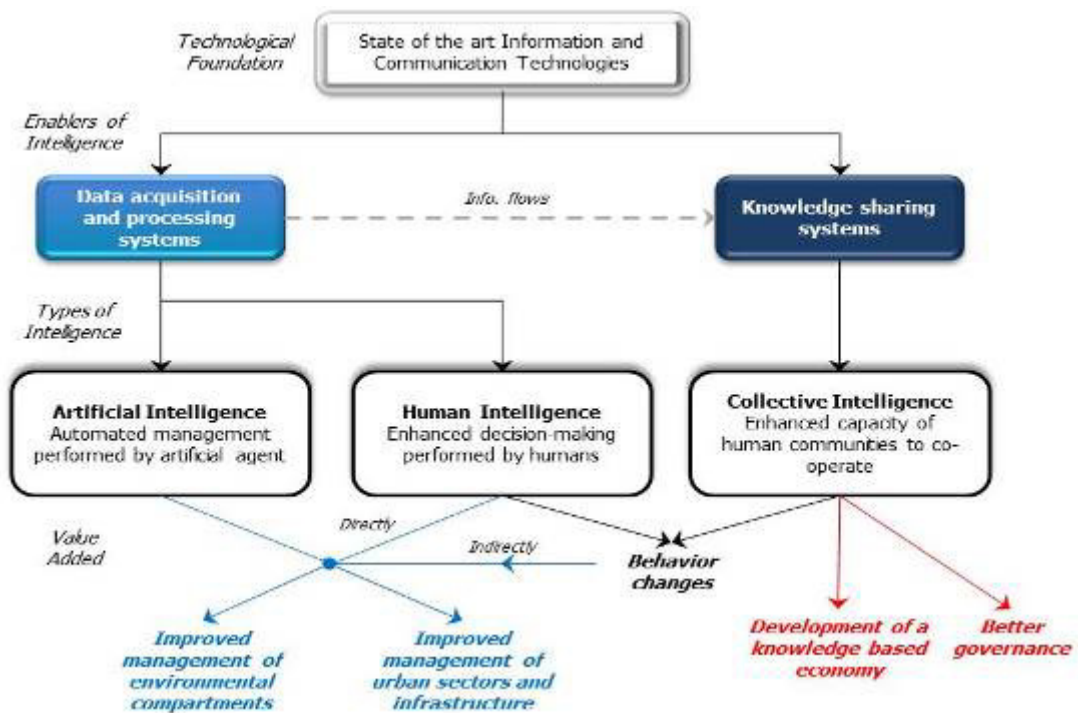 Technological
Foundation
State of the art Information and
Communication Technologies
Enablers of
Intelligence
Data acquisition
and processing
systems
Info. flows
Knowledge sharing
systems
Types of
Intelligence
Artificial Intelligence
Automated management
performed by artificial agent
Human Intelligence
Enhanced decision-making
performed by humans
Collective Intelligence
Enhanced capacity of
human communities to co-
operate
Value
Added
Directly
Indirectly
Behavior
changes
Improved
management of
environmental
compartments
Improved
management of
urban sectors and
infrastructure
Development of a
knowledge based
economy
Better
governance